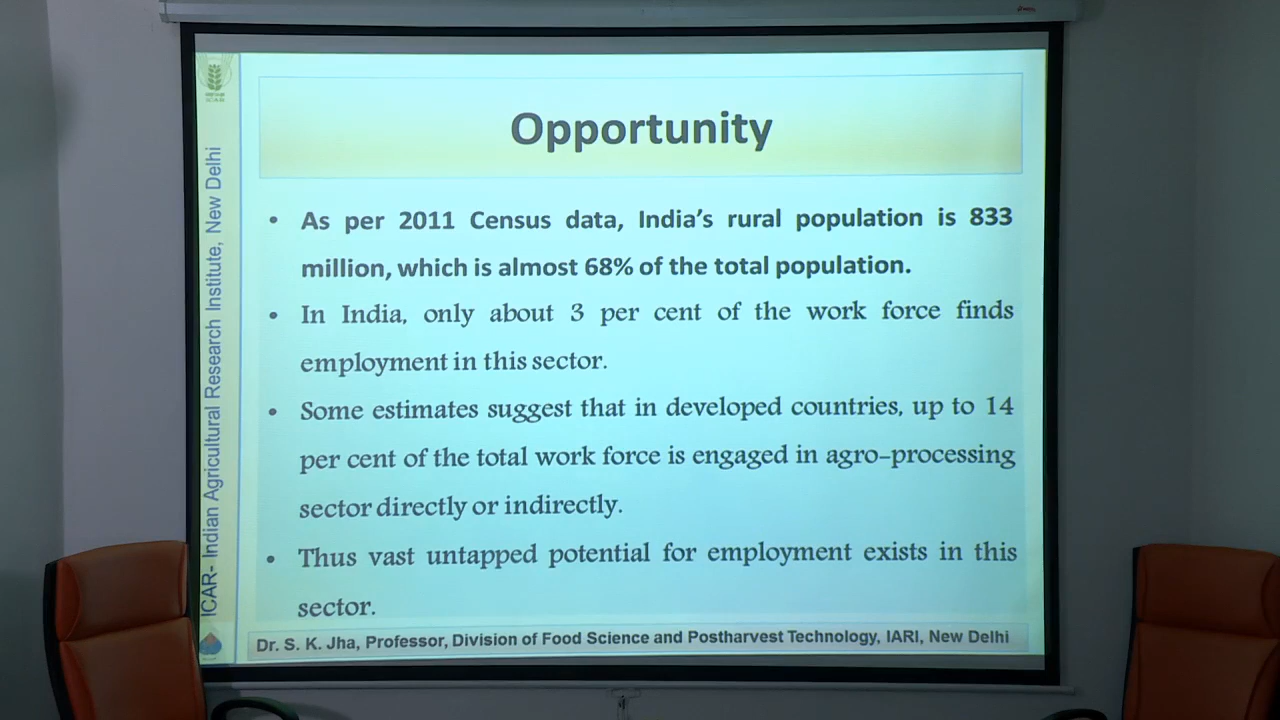 Opportunity
• As per 2011 Census data, India's rural population is 833
million, which is almost 68% of the total population.
• In India, only about 3 per cent of the work force finds
employment in this sector.
• Some estimates suggest that in developed countries, up to 14
per cent of the total work force is engaged in agro-processing
sector directly or indirectly.
• Thus vast untapped potential for employment exists in this
sector.
ICAR- Indian Agricultural Research Institute, New Delhi
Dr. S. K. Jha, Professor, Division of Food Science and Postharvest Technology, IARI, New Delhi